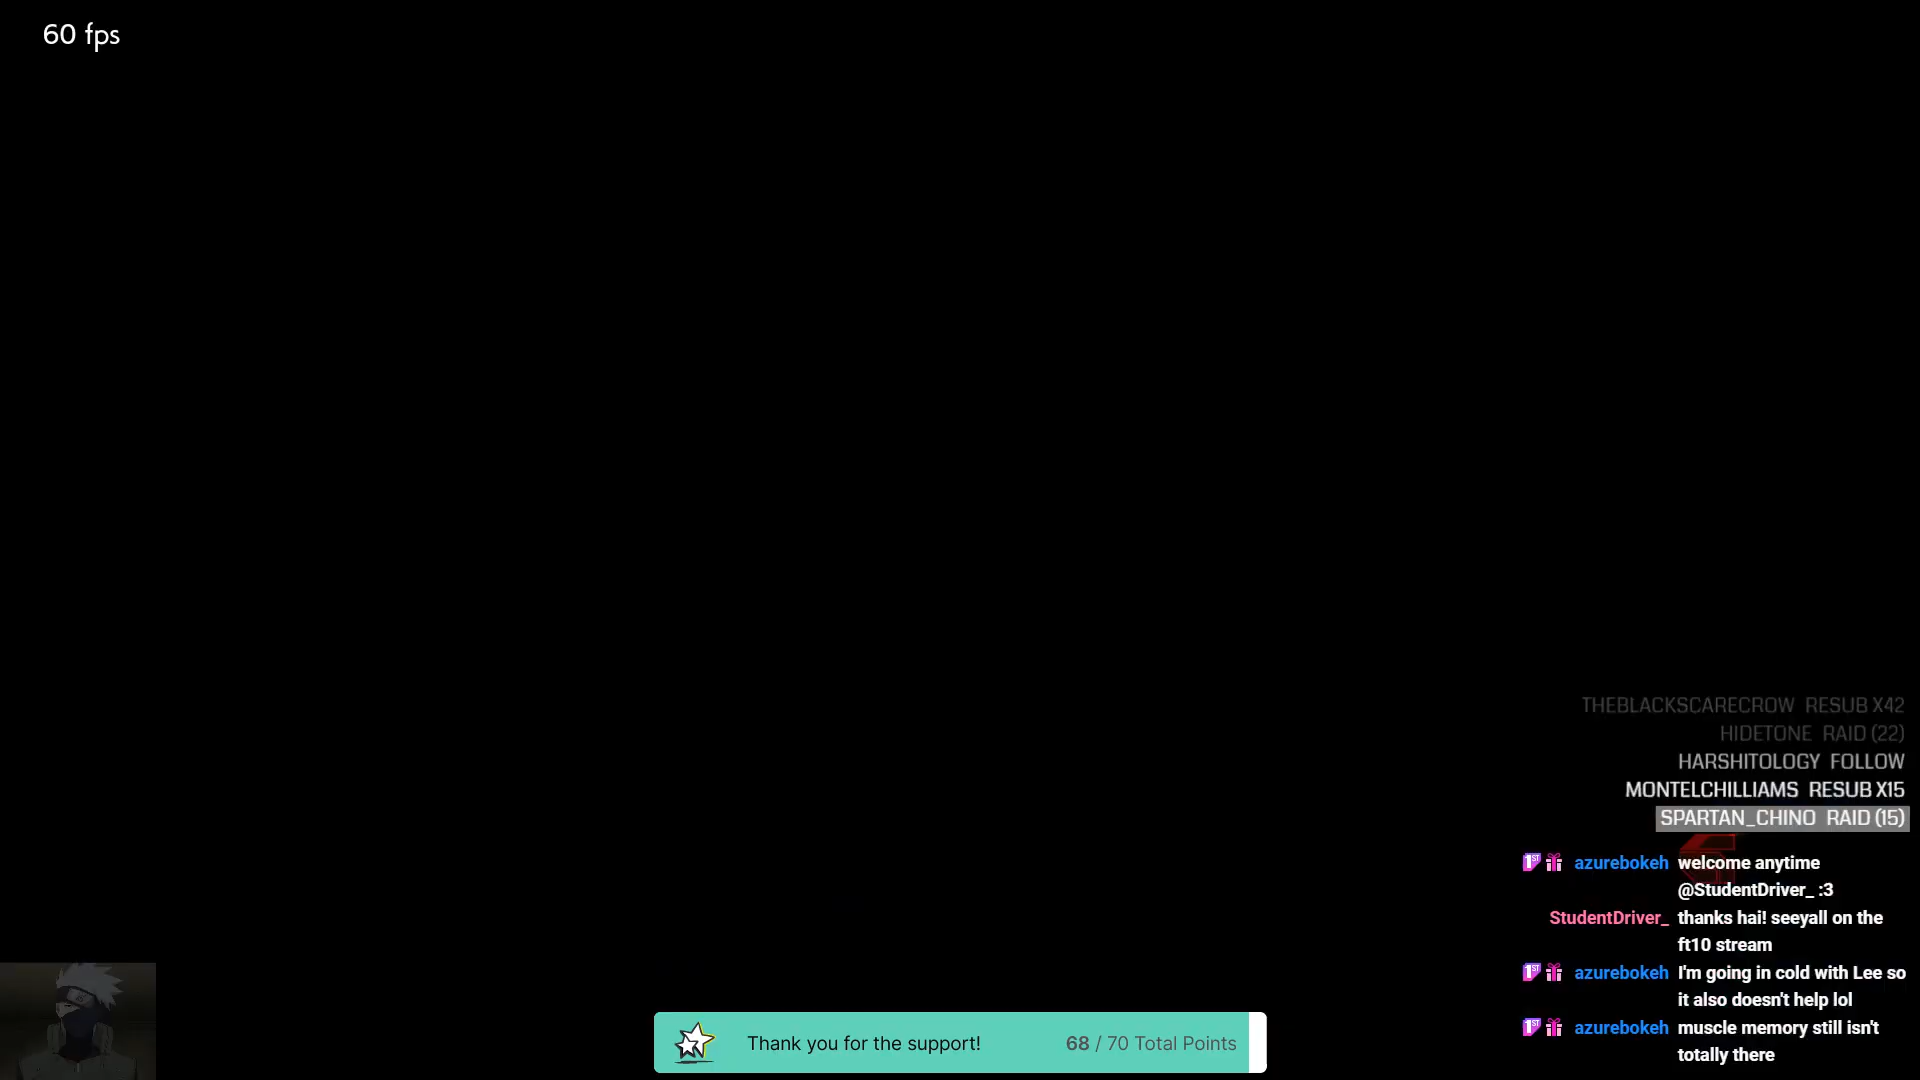 60 fps
THEBLACKSCARECROW RESUB X42
HIDETONE RAID (22)
HARSHITOLOGY FOLLOW
MONTELCHILLIAMS RESUB X15
SPARTAN_CHINO RAID (15)
azurebokeh welcome anytime
@StudentDriver_ :3
StudentDriver_ thanks hai! seeyall on the
ft10 stream
azurebokeh I'm going in cold with Lee so
it also doesn't help lol
azurebokeh muscle memory still isn't
totally there
Thank you for the support! 68 / 70 Total Points